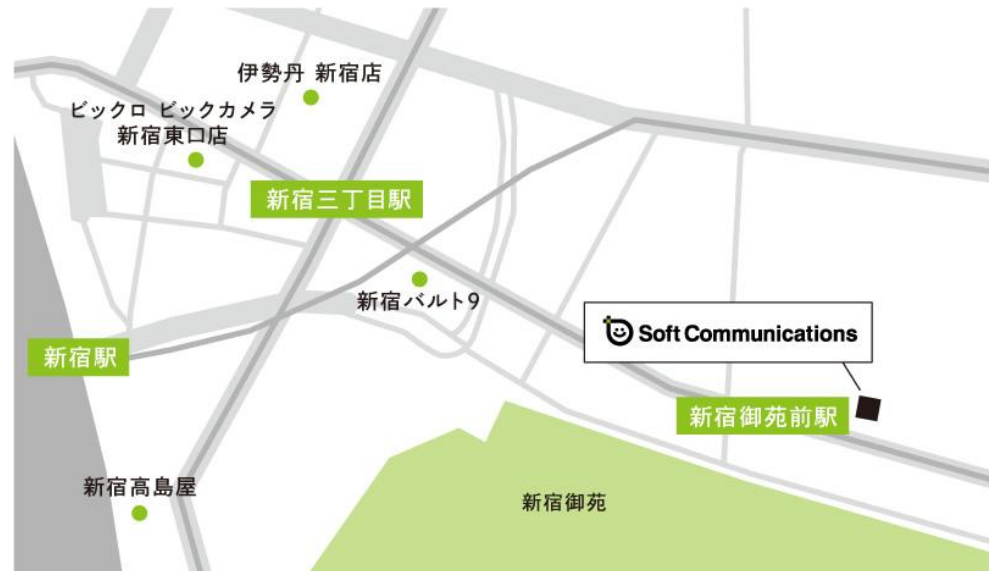 伊勢丹 新宿店
ビックロ ビックカメラ
新宿東口店
新宿三丁目駅
新宿バルト9
Soft Communications
新宿駅
新宿御苑前駅
新宿高島屋
新宿御苑